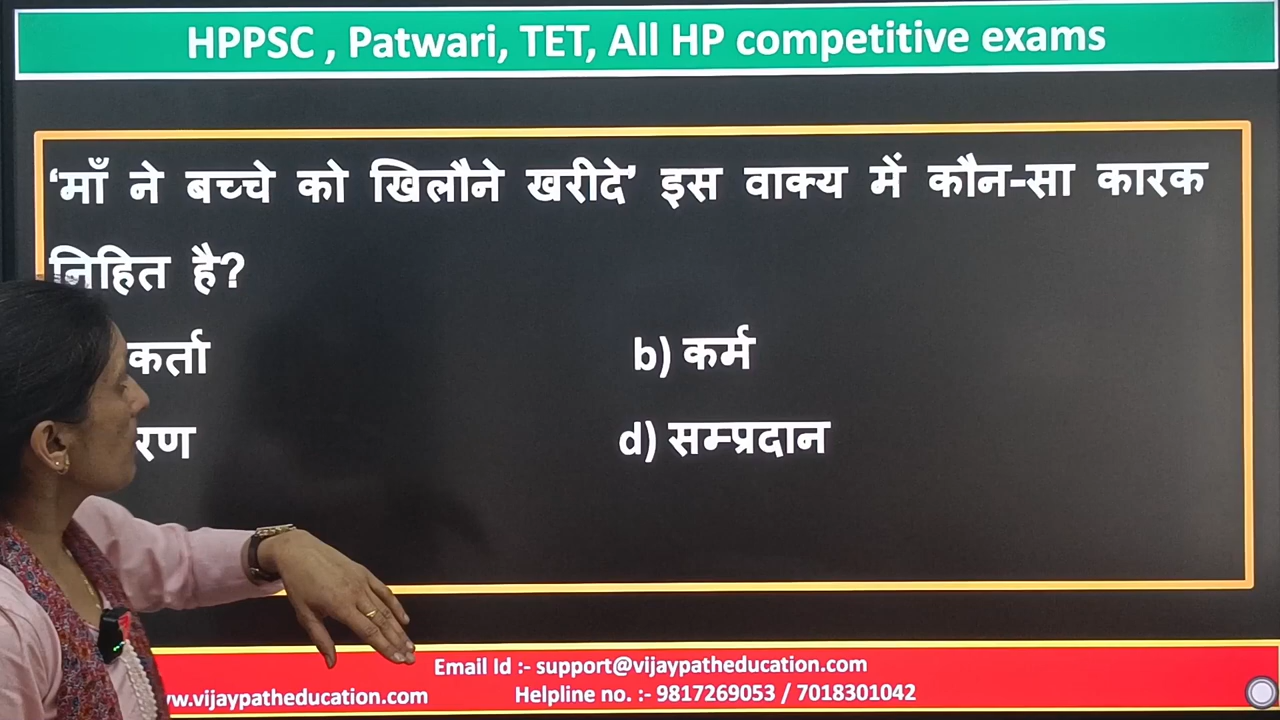 HPPSC , Patwari, TET, All HP competitive exams
‘माँ ने बच्चे को खिलौने खरीदे’ इस वाक्य में कौन-सा कारक
निहित है?
कर्ता
b) कर्म
रण
d) सम्प्रदान
Email Id :- support@vijaypatheducation.com
w.vijaypatheducation.com
Helpline no. :- 9817269053 / 7018301042